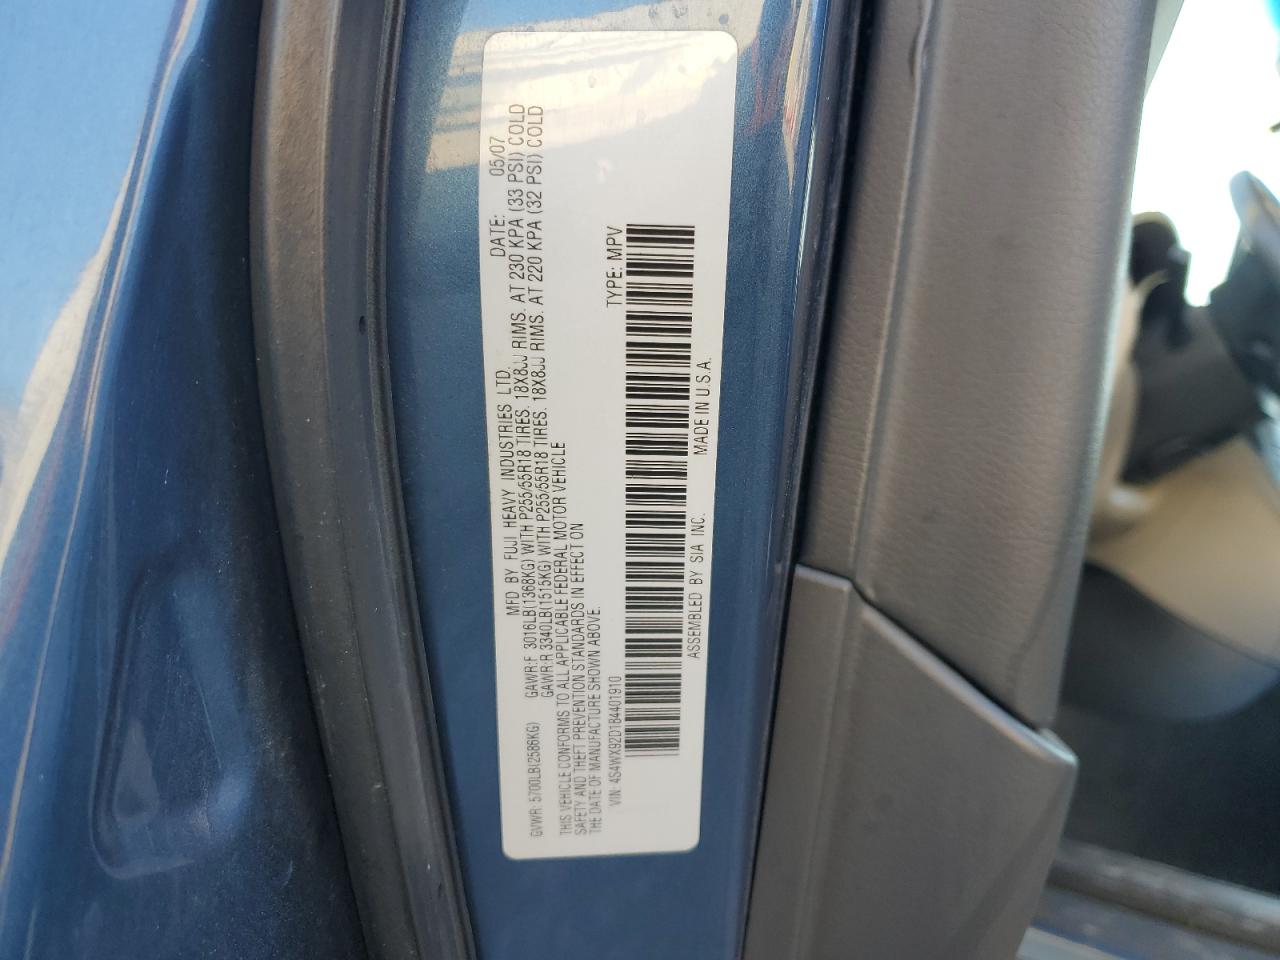 MFD BY FUJI HEAVY INDUSTRIES LTD. DATE: 05/07
GVWR: 5700LB(2586KG) GAWR:F 3016LB(1368KG) WITH P255/55R18 TIRES. 18X8JJ RIMS. AT 230 KPA (33 PSI) COLD
GAWR:R 3340LB(1515KG) WITH P255/55R18 TIRES. 18X8JJ RIMS. AT 220 KPA (32 PSI) COLD
THIS VEHICLE CONFORMS TO ALL APPLICABLE FEDERAL MOTOR VEHICLE
SAFETY AND THEFT PREVENTION STANDARDS IN EFFECT ON
THE DATE OF MANUFACTURE SHOWN ABOVE.
VIN: 4S4WX92D184401910 TYPE: MPV
ASSEMBLED BY SIA INC. MADE IN U.S.A.